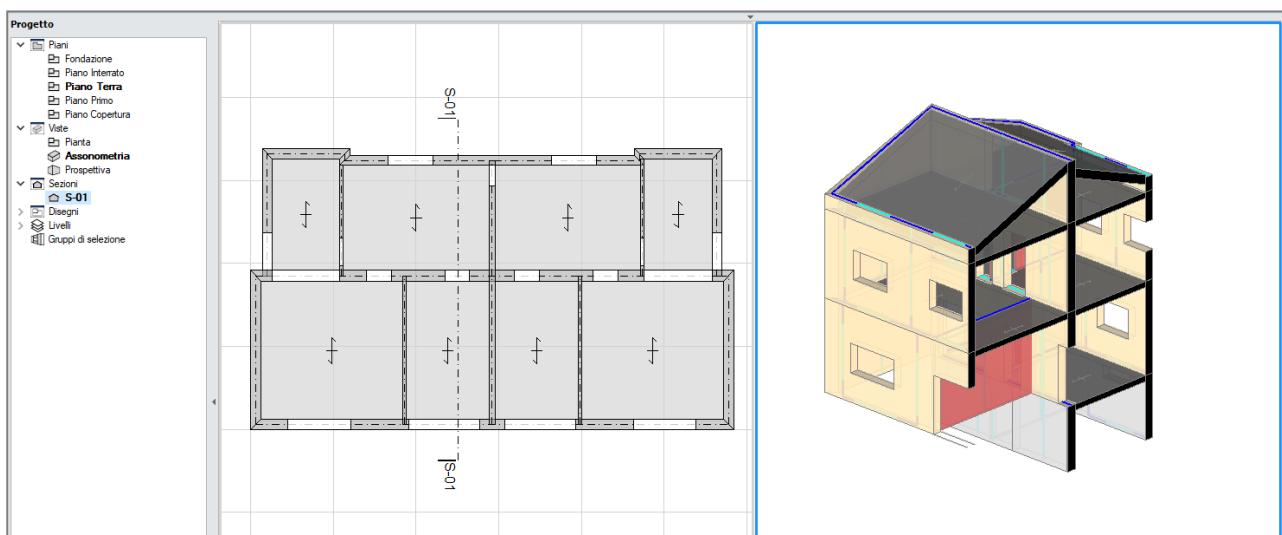 Progetto
Piani
Fondazione
Piano Interrato
Piano Terra
Piano Primo
Piano Copertura
Viste
Pianta
Assonometria
Prospettiva
Sezioni
S-01
Disegni
Livelli
Gruppi di selezione
S-01
S-01